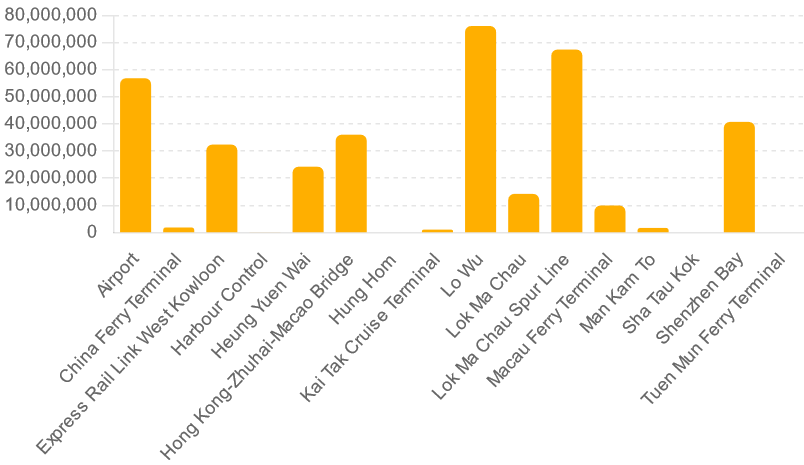 80,000,000
70,000,000
60,000,000
50,000,000
40,000,000
30,000,000
20,000,000
10,000,000
0
Airport
China Ferry Terminal
Express Rail Link West Kowloon
Harbour Control
Heung Yuen Wai
Hong Kong-Zhuhai-Macao Bridge
Hung Hom
Kai Tak Cruise Terminal
Lo Wu
Lok Ma Chau
Lok Ma Chau Spur Line
Macau Ferry Terminal
Man Kam To
Sha Tau Kok
Shenzhen Bay
Tuen Mun Ferry Terminal